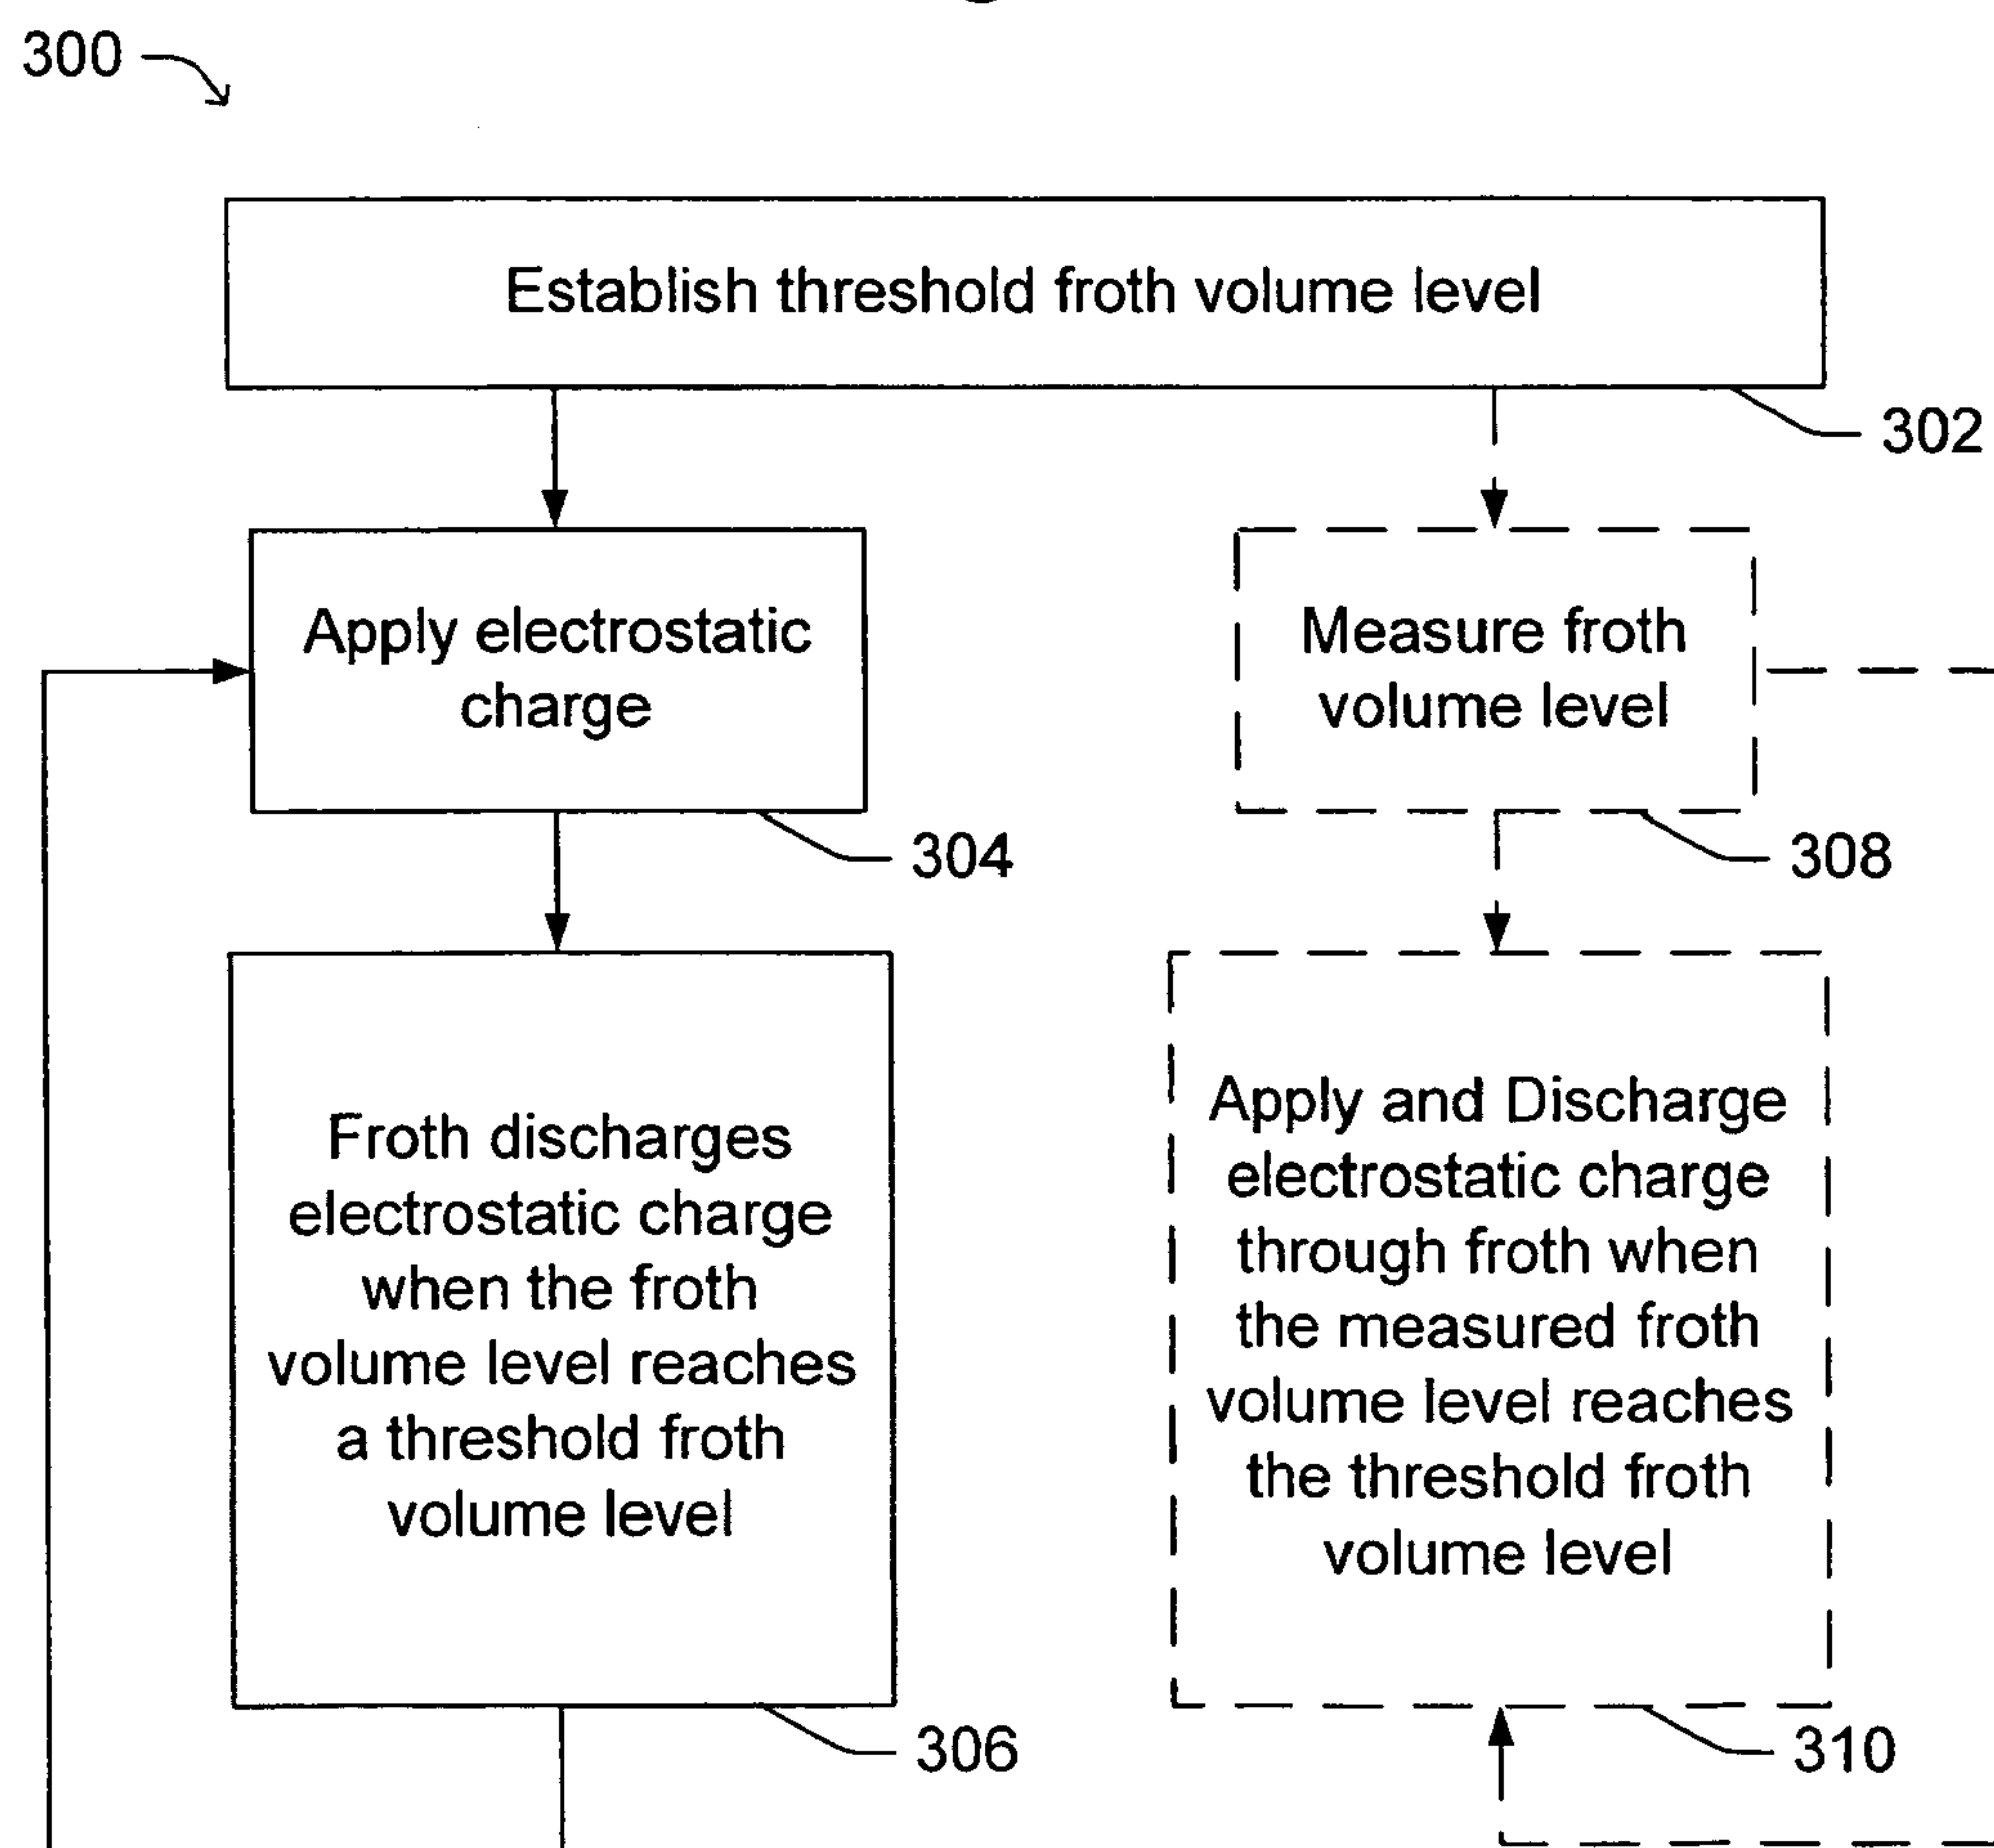 300
Establish threshold froth volume level
302
Apply electrostatic
charge
304
Measure froth
volume level
308
Froth discharges
electrostatic charge
when the froth
volume level reaches
a threshold froth
volume level
306
Apply and Discharge
electrostatic charge
through froth when
the measured froth
volume level reaches
the threshold froth
volume level
310